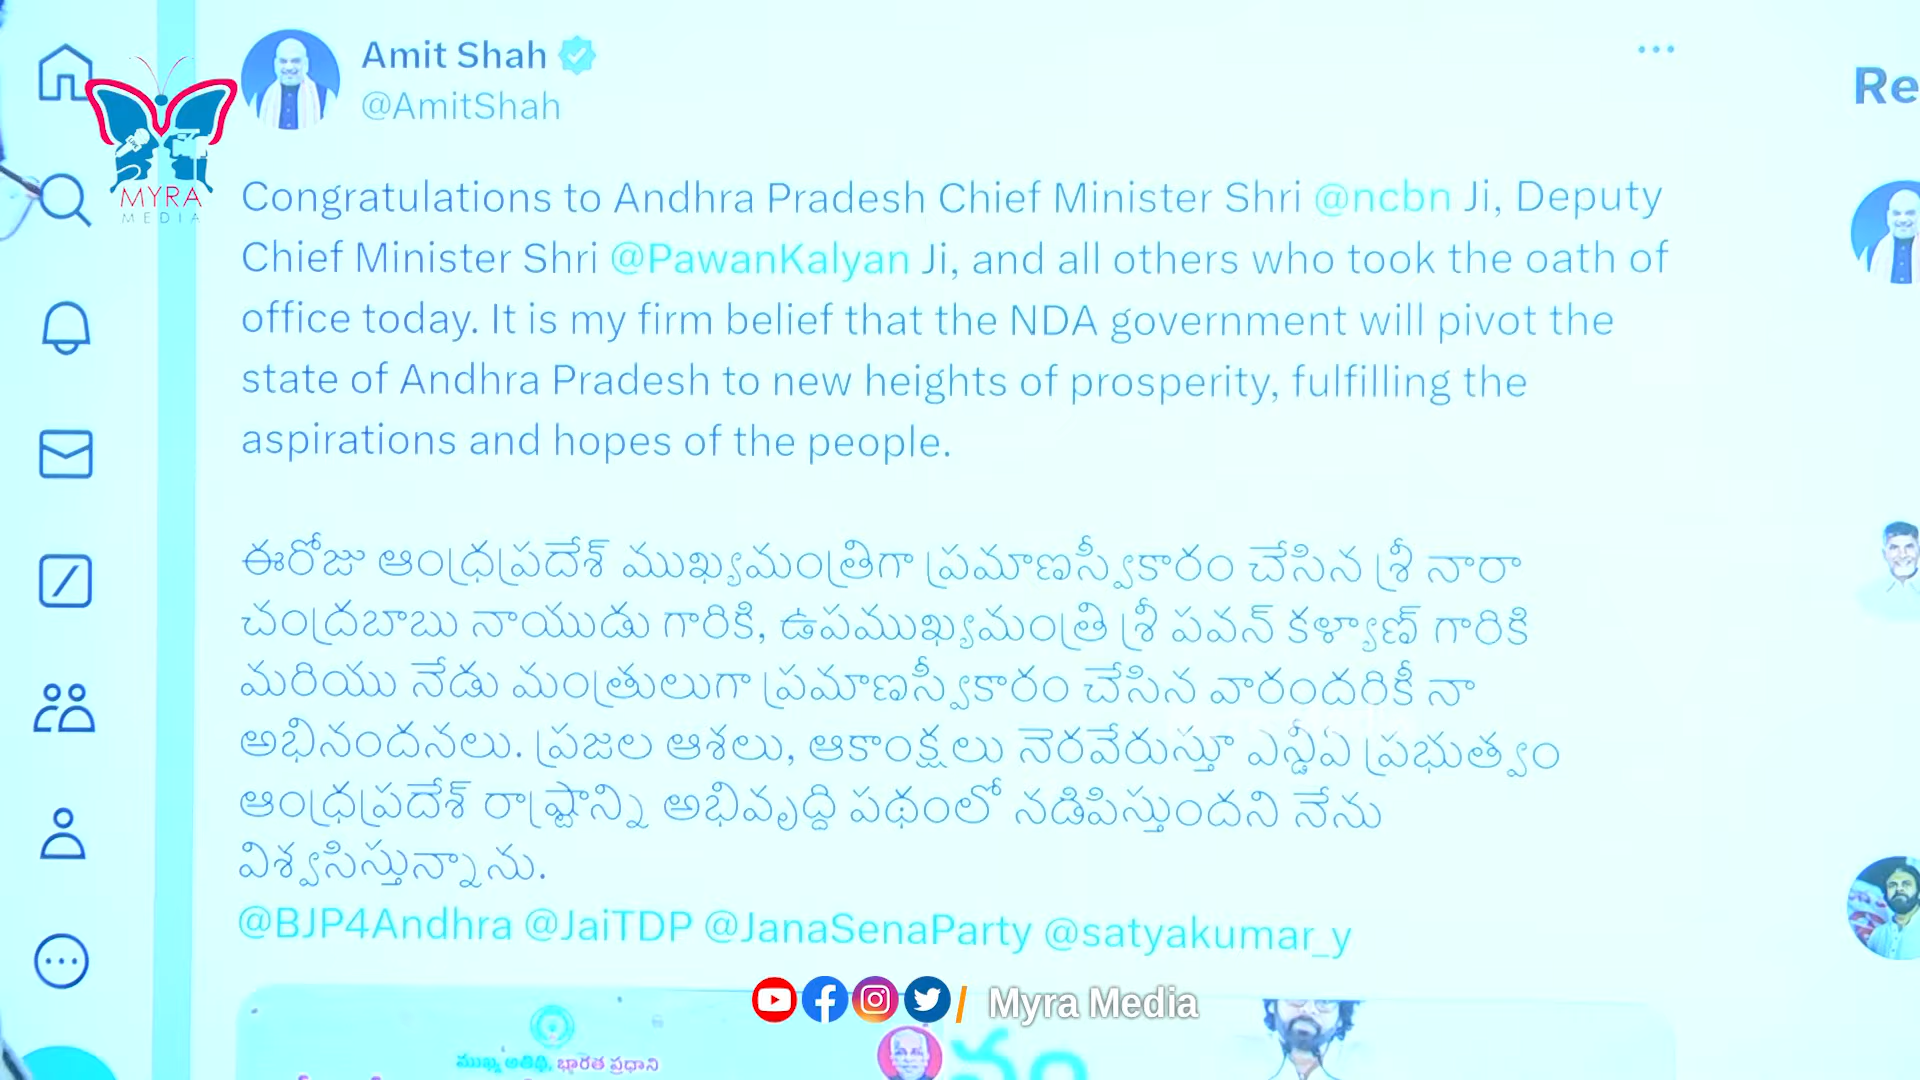 Amit Shah
@AmitShah
Re
MYRA
MEDIA
Congratulations to Andhra Pradesh Chief Minister Shri @ncbn Ji, Deputy
Chief Minister Shri @PawanKalyan Ji, and all others who took the oath of
office today. It is my firm belief that the NDA government will pivot the
state of Andhra Pradesh to new heights of prosperity, fulfilling the
aspirations and hopes of the people.
ఈరోజు ఆంధ్రప్రదేశ్ ముఖ్యమంత్రిగా ప్రమాణస్వీకారం చేసిన శ్రీ నారా
చంద్రబాబు నాయుడు గారికి, ఉపముఖ్యమంత్రి శ్రీ పవన్ కళ్యాణ్ గారికి
మరియు నేడు మంత్రులుగా ప్రమాణస్వీకారం చేసిన వారందరికీ నా
అభినందనలు. ప్రజల ఆశలు, ఆకాంక్షలు నెరవేరుస్తూ ఎన్డీఏ ప్రభుత్వం
ఆంధ్రప్రదేశ్ రాష్ట్రాన్ని అభివృద్ధి పథంలో నడిపిస్తుందని నేను
విశ్వసిస్తున్నాను.
@BJP4Andhra @JaiTDP @JanaSenaParty @satyakumar_y
/ Myra Media
ముఖ్య అతిథి, భారత ప్రధాని